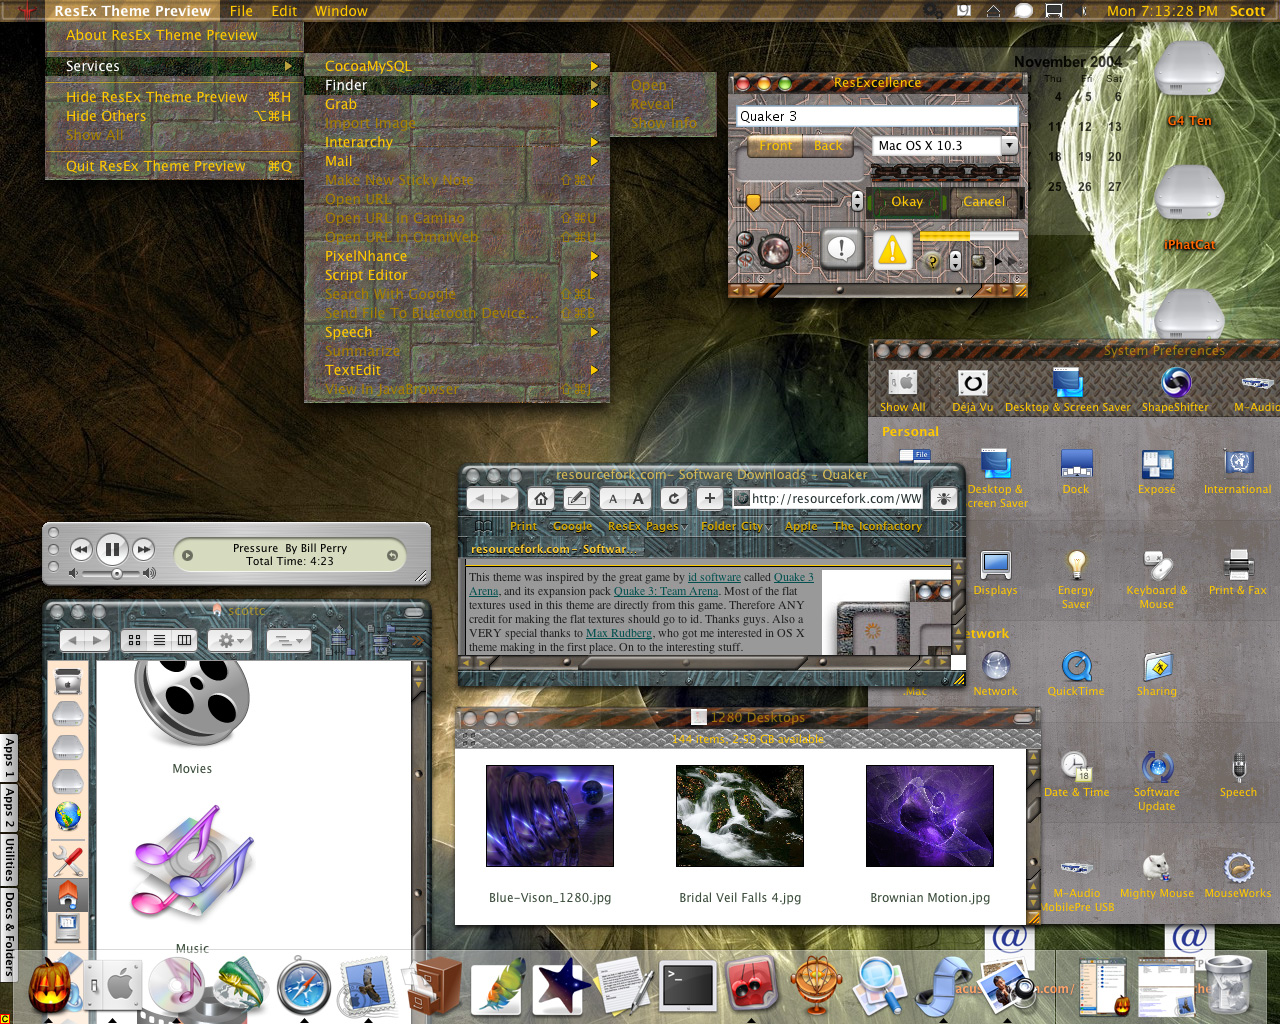 ResEx Theme Preview File Edit Window
Mon 7:13:28 PM Scott
About ResEx Theme Preview
Services
Hide ResEx Theme Preview ⌘H
Hide Others ⌥⌘H
Show All
Quit ResEx Theme Preview ⌘Q
CocoaMySQL
Finder
Grab
Import Image
Interarchy
Mail
Make New Sticky Note ⇧⌘Y
Open URL
Open URL in Camino ⇧⌘U
Open URL in OmniWeb
PixelNhance
Script Editor
Search With Google ⇧⌘L
Send File To Bluetooth Device... ⇧⌘B
Speech
Summarize
TextEdit
View In JavaBrowser
Open
Reveal
Show Info
ResExcellence
Quaker 3
Front Back
Mac OS X 10.3
Okay Cancel
November 2004
Thu Fri Sat
4 5 6
11 12 13
18 19 20
25 26 27
G4 Ten
iPhatCat
System Preferences
Show All Déjà Vu Desktop & Screen Saver ShapeShifter M-Audio
Personal
Desktop &
Screen Saver
Dock
Exposé
International
Displays
Energy
Saver
Keyboard &
Mouse
Print & Fax
.Mac
Network
QuickTime
Sharing
Date & Time
Software
Update
Speech
M-Audio
MobilePre USB
Mighty Mouse
MouseWorks
resourcefork.com– Software Downloads – Quaker
A A
http://resourcefork.com/WW
Print Google ResEx Pages Folder City Apple The Iconfactory
resourcefork.com– Softwar...
This theme was inspired by the great game by id software called Quake 3
Arena, and its expansion pack Quake 3: Team Arena. Most of the flat
textures used in this theme are directly from this game. Therefore ANY
credit for making the flat textures should go to id. Thanks guys. Also a
VERY special thanks to Max Rudberg, who got me interested in OS X
theme making in the first place. On to the interesting stuff.
Pressure By Bill Perry
Total Time: 4:23
scottc
Movies
Music
1280 Desktops
144 items, 2.59 GB available
Blue-Vison_1280.jpg
Bridal Veil Falls 4.jpg
Brownian Motion.jpg
Apps 1
Apps 2
Utilities
Docs & Folders